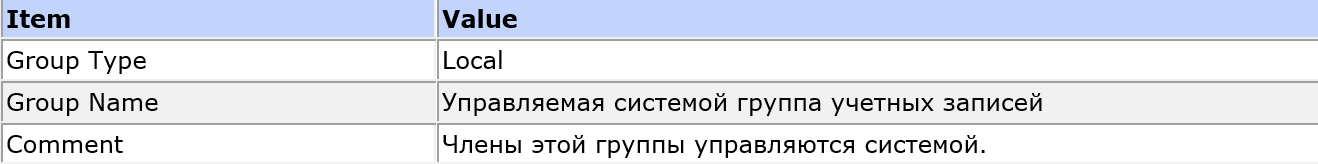 Item Value
Group Type Local
Group Name Управляемая системой группа учетных записей
Comment Члены этой группы управляются системой.